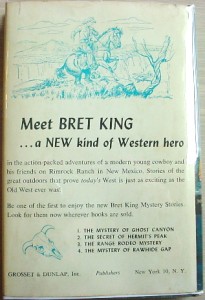 Meet BRET KING
...a NEW kind of Western hero
in the action-packed adventures of a modern young cowboy and
his friends on Rimrock Ranch in New Mexico. Stories of the
great outdoors that prove today's West is just as exciting as the
Old West ever was!
Be one of the first to enjoy the new Bret King Mystery Stories.
Look for them now wherever books are sold.
1. THE MYSTERY OF GHOST CANYON
2. THE SECRET OF HERMIT'S PEAK
3. THE RANGE RODEO MYSTERY
4. THE MYSTERY OF RAWHIDE GAP
GROSSET & DUNLAP, Inc. Publishers New York 10, N. Y.